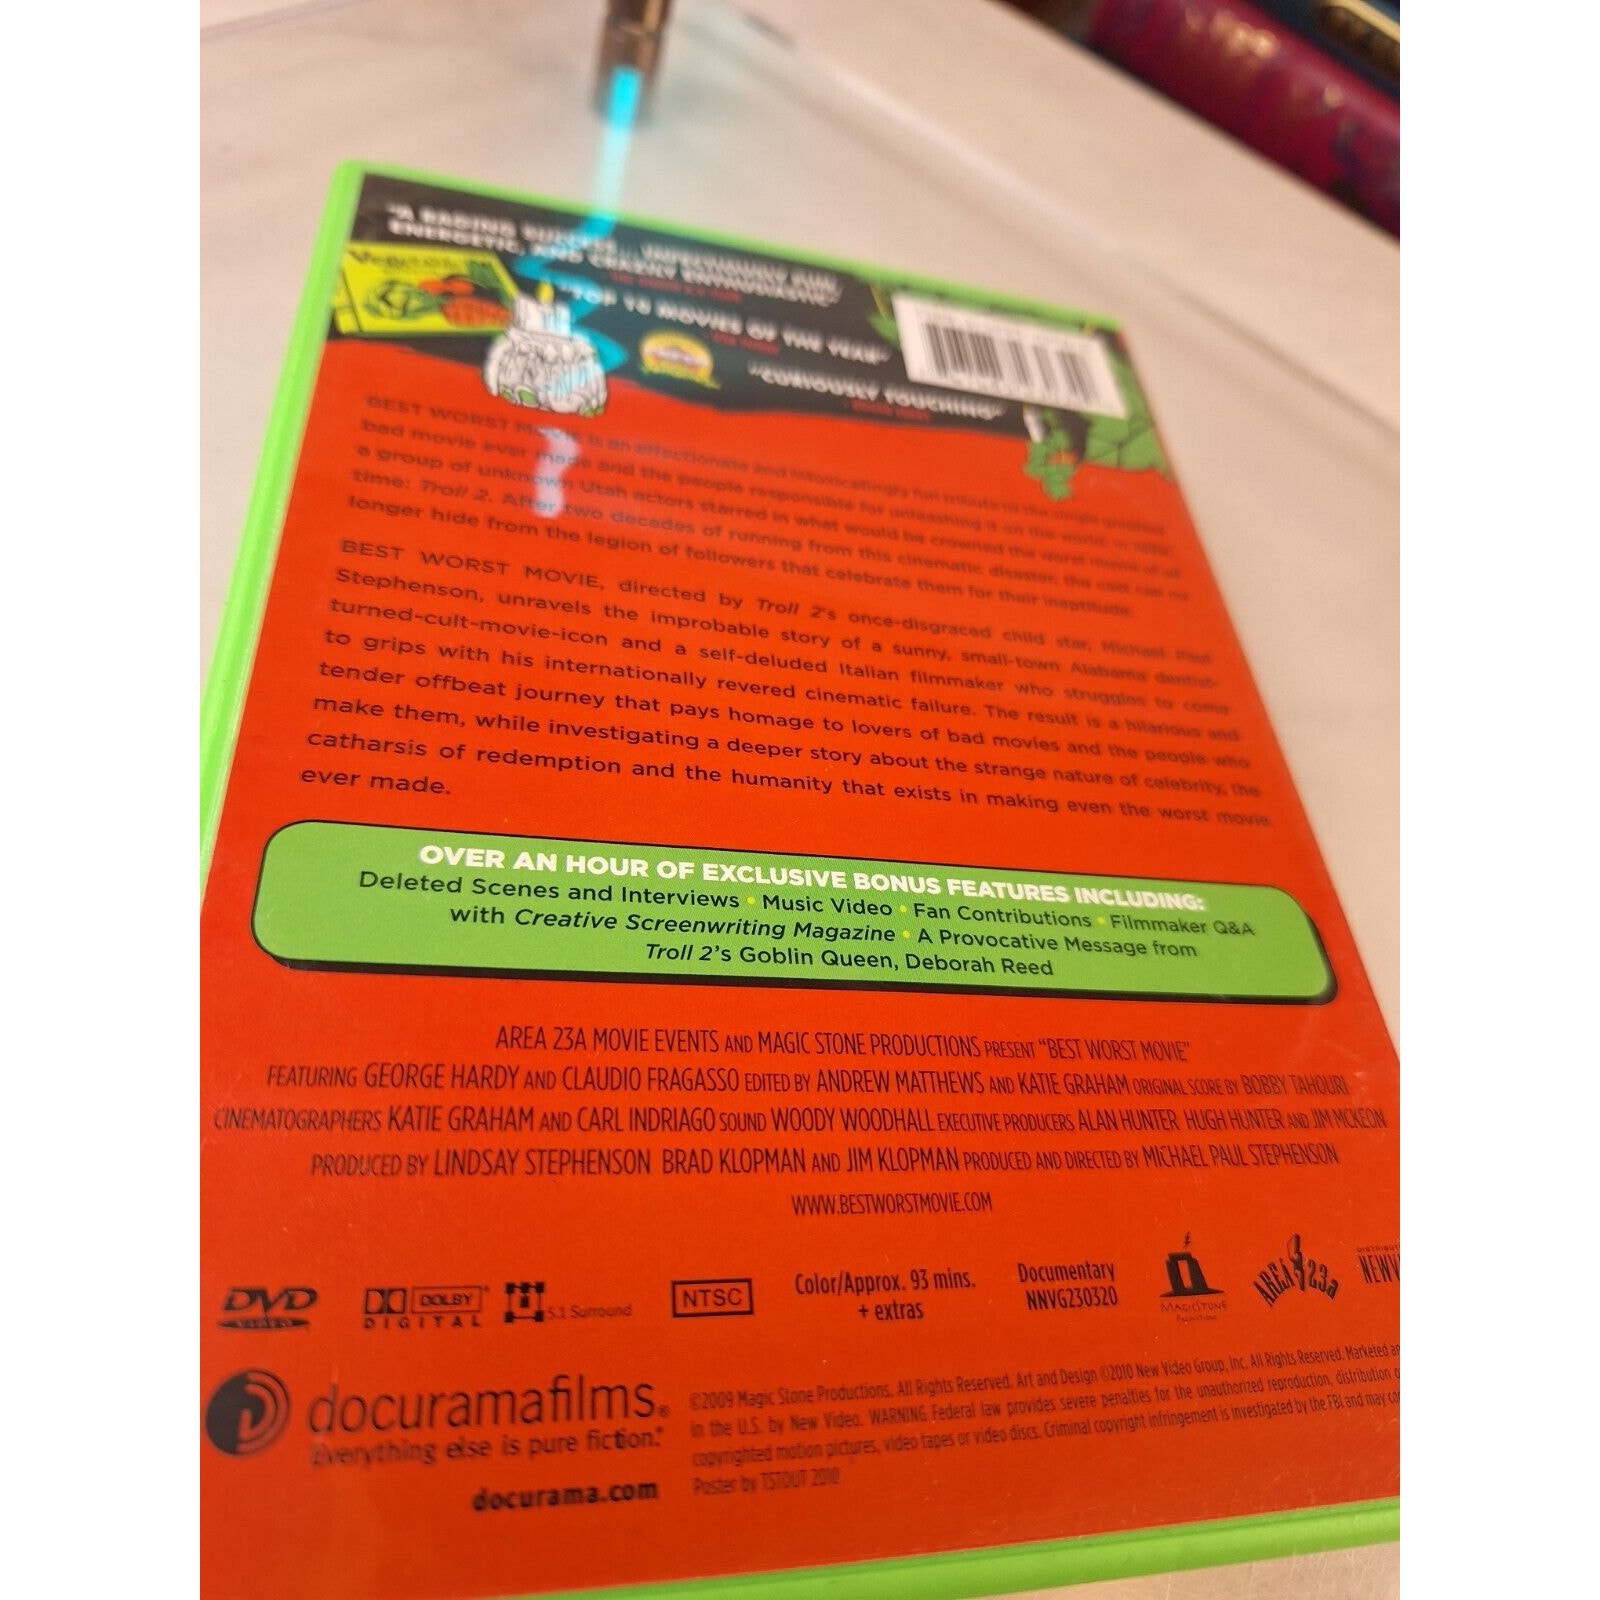 "A RAGING SUCCESS... INFECTIOUSLY FUN,
ENERGETIC, AND CREEKY ENTHUSIASTIC"
Vegetable
"TOP 10 MOVIES OF THE YEAR"
"CURIOUSLY TOUCHING"
BEST WORST MOVIE is an affectionate and intoxicatingly fun tribute to the single greatest
bad movie ever made and the people responsible for unleashing it on the world. In 1989,
a group of unknown Utah actors starred in what would be crowned the worst movie of all
time: Troll 2. After two decades of running from this cinematic disaster, the cast can no
longer hide from the legion of followers that celebrate them for their ineptitude.
BEST WORST MOVIE, directed by Troll 2's once-disgraced child star, Michael Paul
Stephenson, unravels the improbable story of a sunny, small-town Alabama dentist-
turned-cult-movie-icon and a self-deluded Italian filmmaker who struggles to come
to grips with his internationally revered cinematic failure. The result is a hilarious and
tender offbeat journey that pays homage to lovers of bad movies and the people who
make them, while investigating a deeper story about the strange nature of celebrity, the
catharsis of redemption and the humanity that exists in making even the worst movie
ever made.
OVER AN HOUR OF EXCLUSIVE BONUS FEATURES INCLUDING:
Deleted Scenes and Interviews • Music Video • Fan Contributions • Filmmaker Q&A
with Creative Screenwriting Magazine • A Provocative Message from
Troll 2's Goblin Queen, Deborah Reed
AREA 23A MOVIE EVENTS AND MAGIC STONE PRODUCTIONS PRESENT "BEST WORST MOVIE"
FEATURING GEORGE HARDY AND CLAUDIO FRAGASSO EDITED BY ANDREW MATTHEWS AND KATIE GRAHAM ORIGINAL SCORE BY BOBBY TAHOURI
CINEMATOGRAPHERS KATIE GRAHAM AND CARL INDRIAGO SOUND WOODY WOODHALL EXECUTIVE PRODUCERS ALAN HUNTER HUGH HUNTER AND JIM MCKEON
PRODUCED BY LINDSAY STEPHENSON BRAD KLOPMAN AND JIM KLOPMAN PRODUCED AND DIRECTED BY MICHAEL PAUL STEPHENSON
WWW.BESTWORSTMOVIE.COM
DVD VIDEO
DOLBY DIGITAL
5.1 Surround
NTSC
Color/Approx. 93 mins.
+ extras
Documentary
NNVG230320
MAGICSTONE
PRODUCTIONS
AREA 23a
DISTRIBUT
NEWVI
docuramafilms®
Everything else is pure fiction.™
docurama.com
©2009 Magic Stone Productions. All Rights Reserved. Art and Design ©2010 New Video Group, Inc. All Rights Reserved. Marketed an
in the U.S. by New Video. WARNING Federal law provides severe penalties for the unauthorized reproduction, distribution o
copyrighted motion pictures, video tapes or video discs. Criminal copyright infringement is investigated by the FBI and may co
Poster by TSTOUT 2010